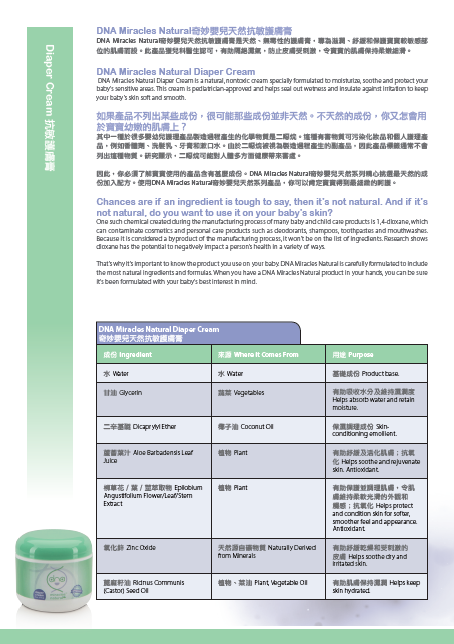 Diaper Cream 抗敏護膚霜
DNA Miracles Natural奇妙嬰兒天然抗敏護膚膏
DNA Miracles Natural奇妙嬰兒天然抗敏護膚膏是天然、無毒性的護膚膏,專為滋潤、舒緩和保護寶寶較敏感部
位的肌膚而設。此產品獲兒科醫生認可,有助隔絕濕氣,防止皮膚受刺激,令寶寶的肌膚保持柔嫩緻滑。
DNA Miracles Natural Diaper Cream
DNA Miracles Natural Diaper Cream is a natural, nontoxic cream specially formulated to moisturize, soothe and protect your
baby's sensitive areas. This cream is pediatrician-approved and helps seal out wetness and insulate against irritation to keep
your baby's skin soft and smooth.
如果產品不列出某些成份,很可能那些成份並非天然。不天然的成份,你又怎會用
於寶寶幼嫩的肌膚上?
其中一種於很多嬰幼兒護理產品製造過程產生的化學物質是二噁烷。這種有害物質可污染化妝品和個人護理產
品,例如香體劑、洗髮乳、牙膏和漱口水。由於二噁烷被視為製造過程產生的副產品,因此產品標籤通常不會
列出這種物質。研究顯示,二噁烷可能對人體多方面健康帶來害處。
因此,你必須了解寶寶使用的產品含有甚麼成份。DNA Miracles Natural奇妙嬰兒天然系列精心挑選最天然的成
份加入配方。使用DNA Miracles Natural奇妙嬰兒天然系列產品,你可以肯定寶寶得到最細緻的呵護。
Chances are if an ingredient is tough to say, then it's not natural. And if it's
not natural, do you want to use it on your baby's skin?
One such chemical created during the manufacturing process of many baby and child care products is 1,4-dioxane, which
can contaminate cosmetics and personal care products such as deodorants, shampoos, toothpastes and mouthwashes.
Because it is considered a byproduct of the manufacturing process, it won't be on the list of ingredients. Research shows
dioxane has the potential to negatively impact a person's health in a variety of ways.
That's why it's important to know the product you use on your baby. DNA Miracles Natural is carefully formulated to include
the most natural ingredients and formulas. When you have a DNA Miracles Natural product in your hands, you can be sure
it's been formulated with your baby's best interest in mind.
DNA Miracles Natural Diaper Cream
奇妙嬰兒天然抗敏護膚膏
成份 Ingredient 來源 Where It Comes From 用途 Purpose
水 Water 水 Water 基礎成份 Product base.
甘油 Glycerin 蔬菜 Vegetables 有助吸收水分及維持濕潤度
Helps absorb water and retain
moisture.
二辛基醚 Dicaprylyl Ether 椰子油 Coconut Oil 保濕調理成份 Skin-
conditioning emollient.
蘆薈葉汁 Aloe Barbadensis Leaf
Juice 植物 Plant 有助舒緩及活化肌膚;抗氧
化 Helps soothe and rejuvenate
skin. Antioxidant.
柳草花 / 葉 / 莖萃取物 Epilobium
Angustifolium Flower/Leaf/Stem
Extract 植物 Plant 有助保護並調理肌膚,令肌
膚維持柔軟光滑的外觀和
觸感;抗氧化 Helps protect
and condition skin for softer,
smoother feel and appearance.
Antioxidant.
氧化鋅 Zinc Oxide 天然源自礦物質 Naturally Derived
from Minerals 有助舒緩乾燥和受刺激的
皮膚 Helps soothe dry and
irritated skin.
蓖麻籽油 Ricinus Communis
(Castor) Seed Oil 植物、菜油 Plant, Vegetable Oil 有助肌膚保持濕潤 Helps keep
skin hydrated.